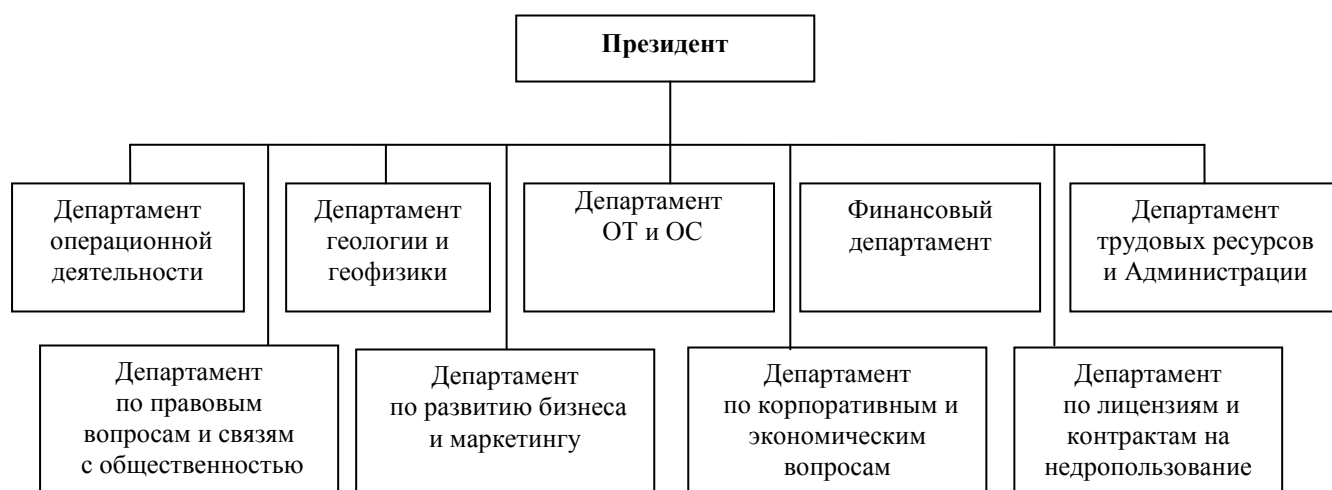 Президент
Департамент
операционной
деятельности
Департамент
геологии и
геофизики
Департамент
ОТ и ОС
Финансовый
департамент
Департамент
трудовых ресурсов
и Администрации
Департамент
по правовым
вопросам и связям
с общественностью
Департамент
по развитию бизнеса
и маркетингу
Департамент
по корпоративным и
экономическим
вопросам
Департамент
по лицензиям и
контрактам на
недропользование